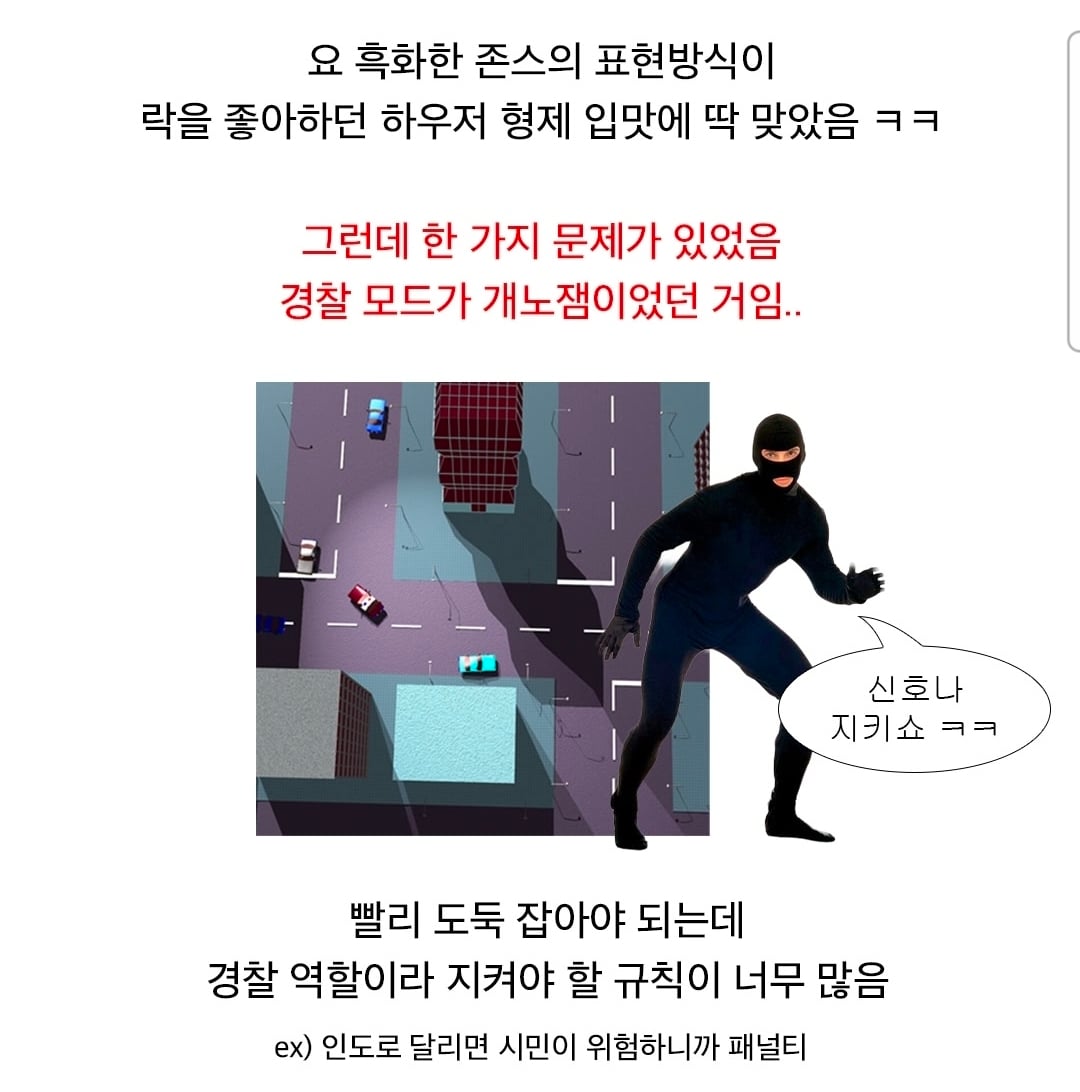 요 흑화한 존스의 표현방식이
락을 좋아하던 하우저 형제 입맛에 딱 맞았음 ㅋㅋ
그런데 한 가지 문제가 있었음
경찰 모드가 개노잼이었던 거임..
신호나
지키쇼 ㅋㅋ
빨리 도둑 잡아야 되는데
경찰 역할이라 지켜야 할 규칙이 너무 많음
ex) 인도로 달리면 시민이 위험하니까 패널티